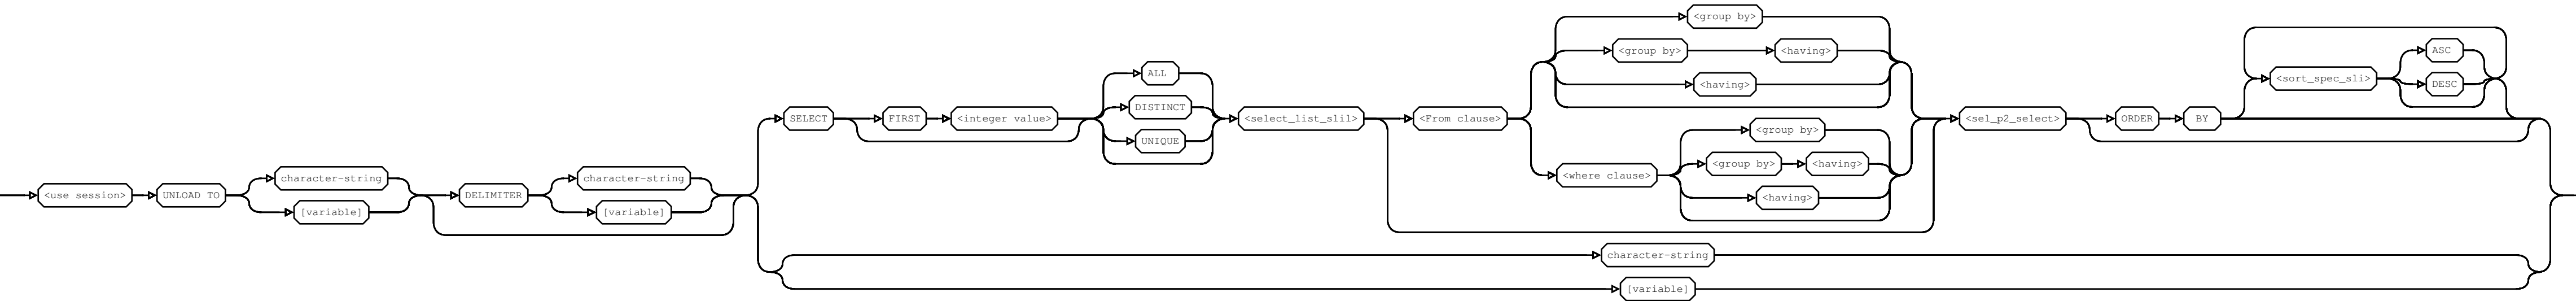 <group by>
<group by> <having>
<having>
ALL
DISTINCT
UNIQUE
ASC
<sort_spec_sli>
DESC
SELECT FIRST <integer value> <select_list_sli1> <From clause> <sel_p2_select> ORDER BY
<group by>
<group by> <having>
<where clause>
<having>
character-string character-string
<use session> UNLOAD TO DELIMITER
[variable] [variable]
character-string
[variable]